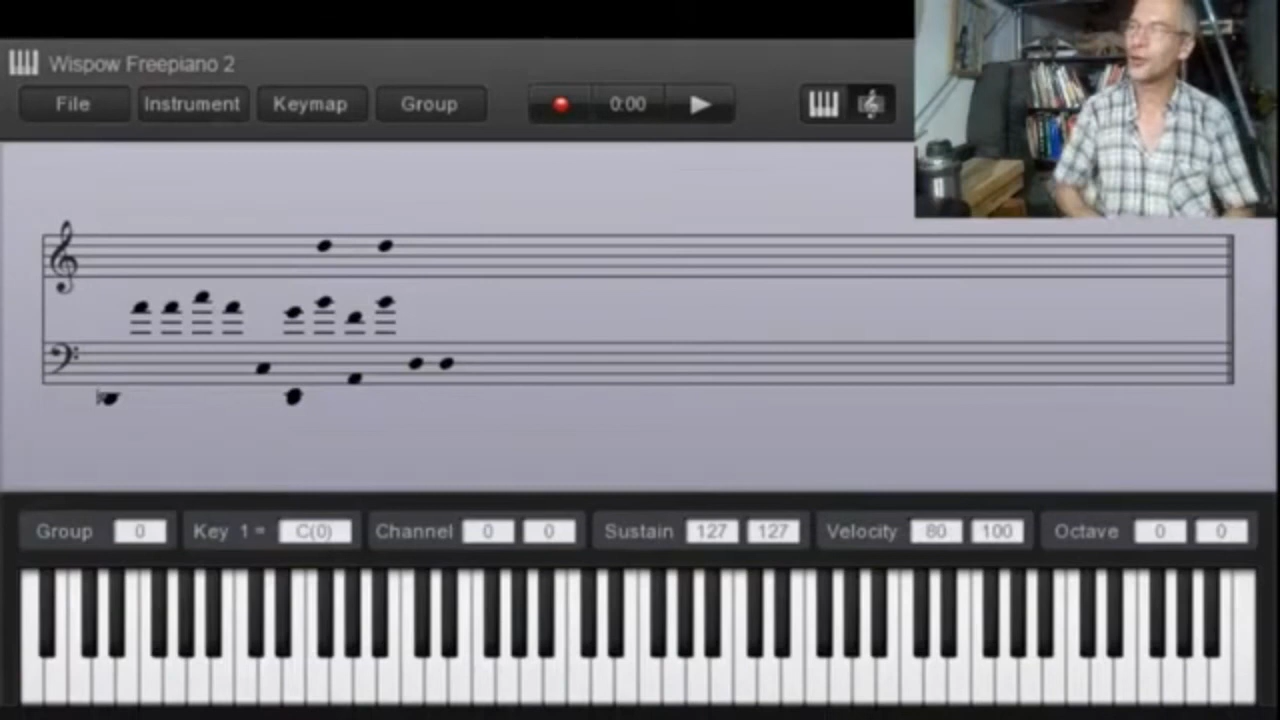 Wispow Freepiano 2
File Instrument Keymap Group 0:00
Group 0 Key 1 = C(0) Channel 0 0 Sustain 127 127 Velocity 80 100 Octave 0 0